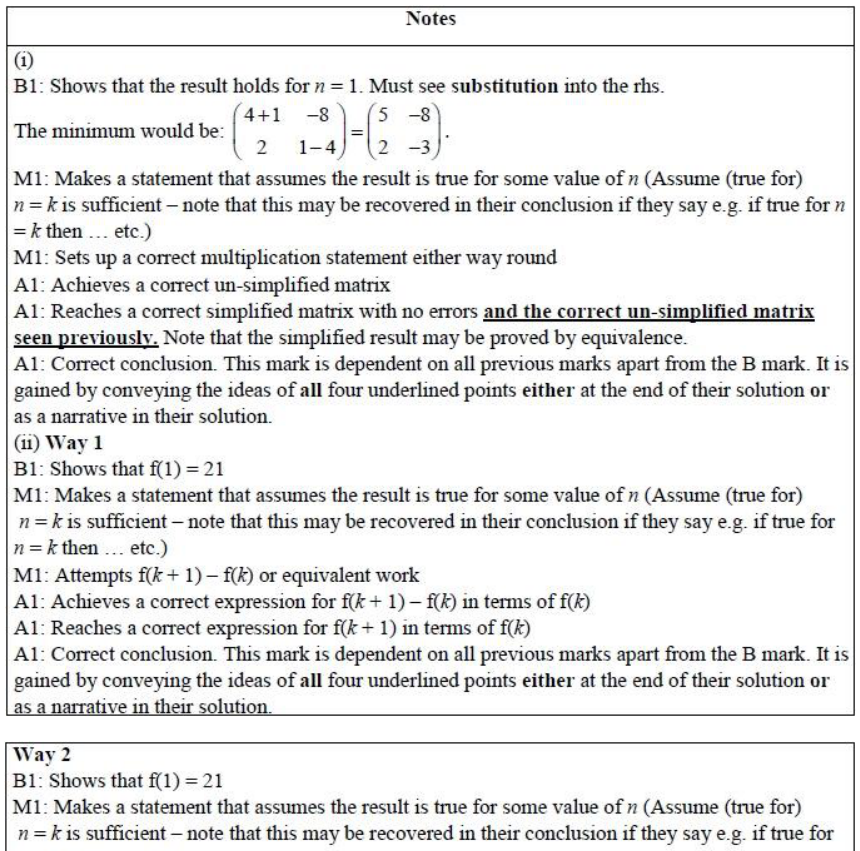 Notes
(i)
B1: Shows that the result holds for n = 1. Must see substitution into the rhs.
The minimum would be: ( 4+1 −8 ; 2 1−4 ) = ( 5 −8 ; 2 −3 ).
M1: Makes a statement that assumes the result is true for some value of n (Assume (true for)
n = k is sufficient – note that this may be recovered in their conclusion if they say e.g. if true for n
= k then … etc.)
M1: Sets up a correct multiplication statement either way round
A1: Achieves a correct un-simplified matrix
A1: Reaches a correct simplified matrix with no errors and the correct un-simplified matrix
seen previously. Note that the simplified result may be proved by equivalence.
A1: Correct conclusion. This mark is dependent on all previous marks apart from the B mark. It is
gained by conveying the ideas of all four underlined points either at the end of their solution or
as a narrative in their solution.
(ii) Way 1
B1: Shows that f(1) = 21
M1: Makes a statement that assumes the result is true for some value of n (Assume (true for)
n = k is sufficient – note that this may be recovered in their conclusion if they say e.g. if true for
n = k then … etc.)
M1: Attempts f(k + 1) – f(k) or equivalent work
A1: Achieves a correct expression for f(k + 1) – f(k) in terms of f(k)
A1: Reaches a correct expression for f(k + 1) in terms of f(k)
A1: Correct conclusion. This mark is dependent on all previous marks apart from the B mark. It is
gained by conveying the ideas of all four underlined points either at the end of their solution or
as a narrative in their solution.
Way 2
B1: Shows that f(1) = 21
M1: Makes a statement that assumes the result is true for some value of n (Assume (true for)
n = k is sufficient – note that this may be recovered in their conclusion if they say e.g. if true for